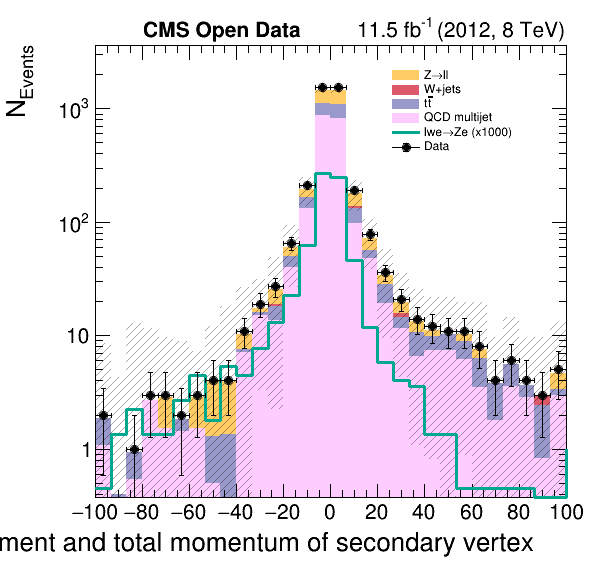 CMS Open Data
11.5 fb⁻¹ (2012, 8 TeV)
N_Events
Z→ll
W+jets
tt̄
QCD multijet
lwe→Ze (x1000)
Data
10³
10²
10
1
−100 −80 −60 −40 −20 0 20 40 60 80 100
ment and total momentum of secondary vertex